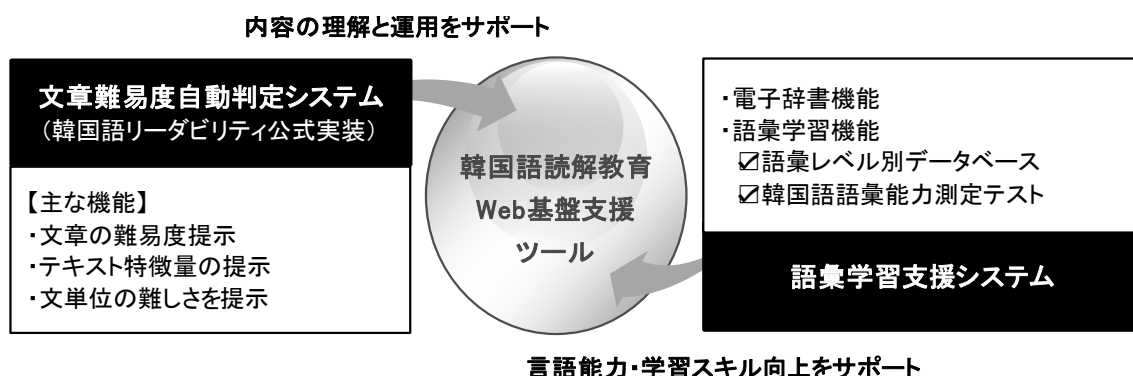 内容の理解と運用をサポート
文章難易度自動判定システム
（韓国語リーダビリティ公式実装）
【主な機能】
・文章の難易度提示
・テキスト特徴量の提示
・文単位の難しさを提示
韓国語読解教育
Web基盤支援
ツール
・電子辞書機能
・語彙学習機能
☑語彙レベル別データベース
☑韓国語語彙能力測定テスト
語彙学習支援システム
言語能力・学習スキル向上をサポート